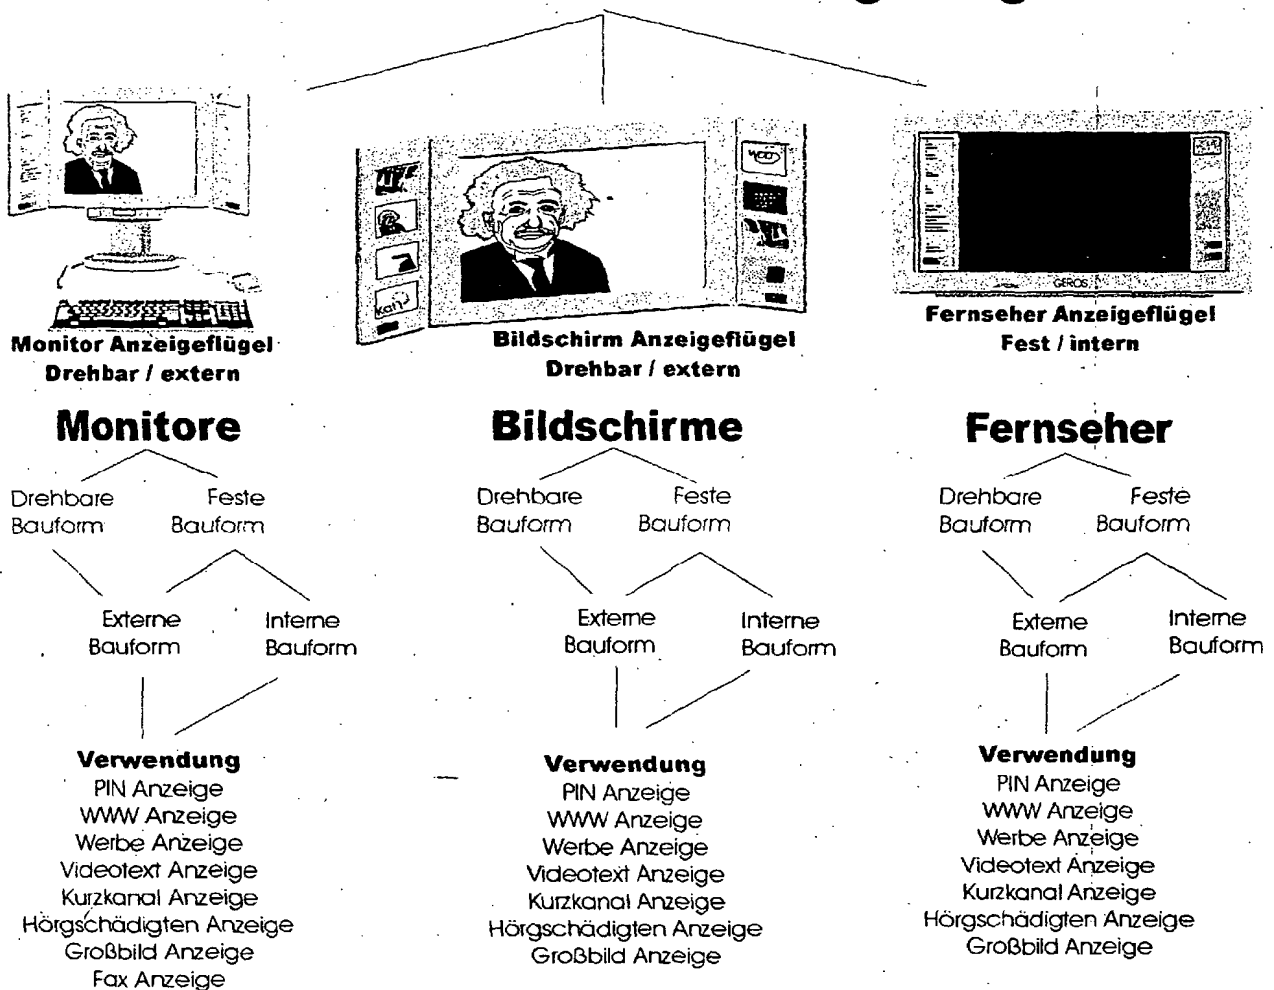 GEROS
Monitor Anzeigeflügel
Drehbar / extern
Bildschirm Anzeigeflügel
Drehbar / extern
Fernseher Anzeigeflügel
Fest / intern
Monitore
Drehbare
Bauform
Feste
Bauform
Externe
Bauform
Interne
Bauform
Verwendung
PIN Anzeige
WWW Anzeige
Werbe Anzeige
Videotext Anzeige
Kurzkanal Anzeige
Hörgschädigten Anzeige
Großbild Anzeige
Fax Anzeige
Bildschirme
Drehbare
Bauform
Feste
Bauform
Externe
Bauform
Interne
Bauform
Verwendung
PIN Anzeige
WWW Anzeige
Werbe Anzeige
Videotext Anzeige
Kurzkanal Anzeige
Hörgschädigten Anzeige
Großbild Anzeige
Fernseher
Drehbare
Bauform
Feste
Bauform
Externe
Bauform
Interne
Bauform
Verwendung
PIN Anzeige
WWW Anzeige
Werbe Anzeige
Videotext Anzeige
Kurzkanal Anzeige
Hörgschädigten Anzeige
Großbild Anzeige